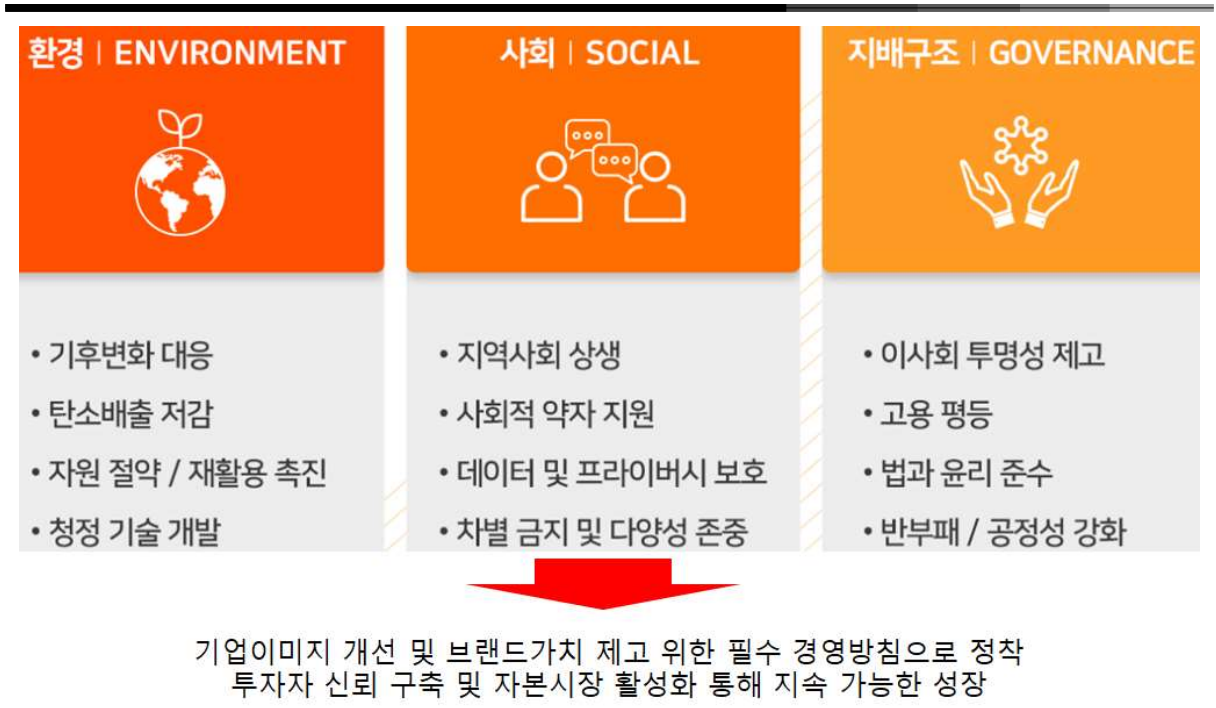 환경 | ENVIRONMENT
• 기후변화 대응
• 탄소배출 저감
• 자원 절약 / 재활용 촉진
• 청정 기술 개발
사회 | SOCIAL
• 지역사회 상생
• 사회적 약자 지원
• 데이터 및 프라이버시 보호
• 차별 금지 및 다양성 존중
지배구조 | GOVERNANCE
• 이사회 투명성 제고
• 고용 평등
• 법과 윤리 준수
• 반부패 / 공정성 강화
기업이미지 개선 및 브랜드가치 제고 위한 필수 경영방침으로 정착
투자자 신뢰 구축 및 자본시장 활성화 통해 지속 가능한 성장